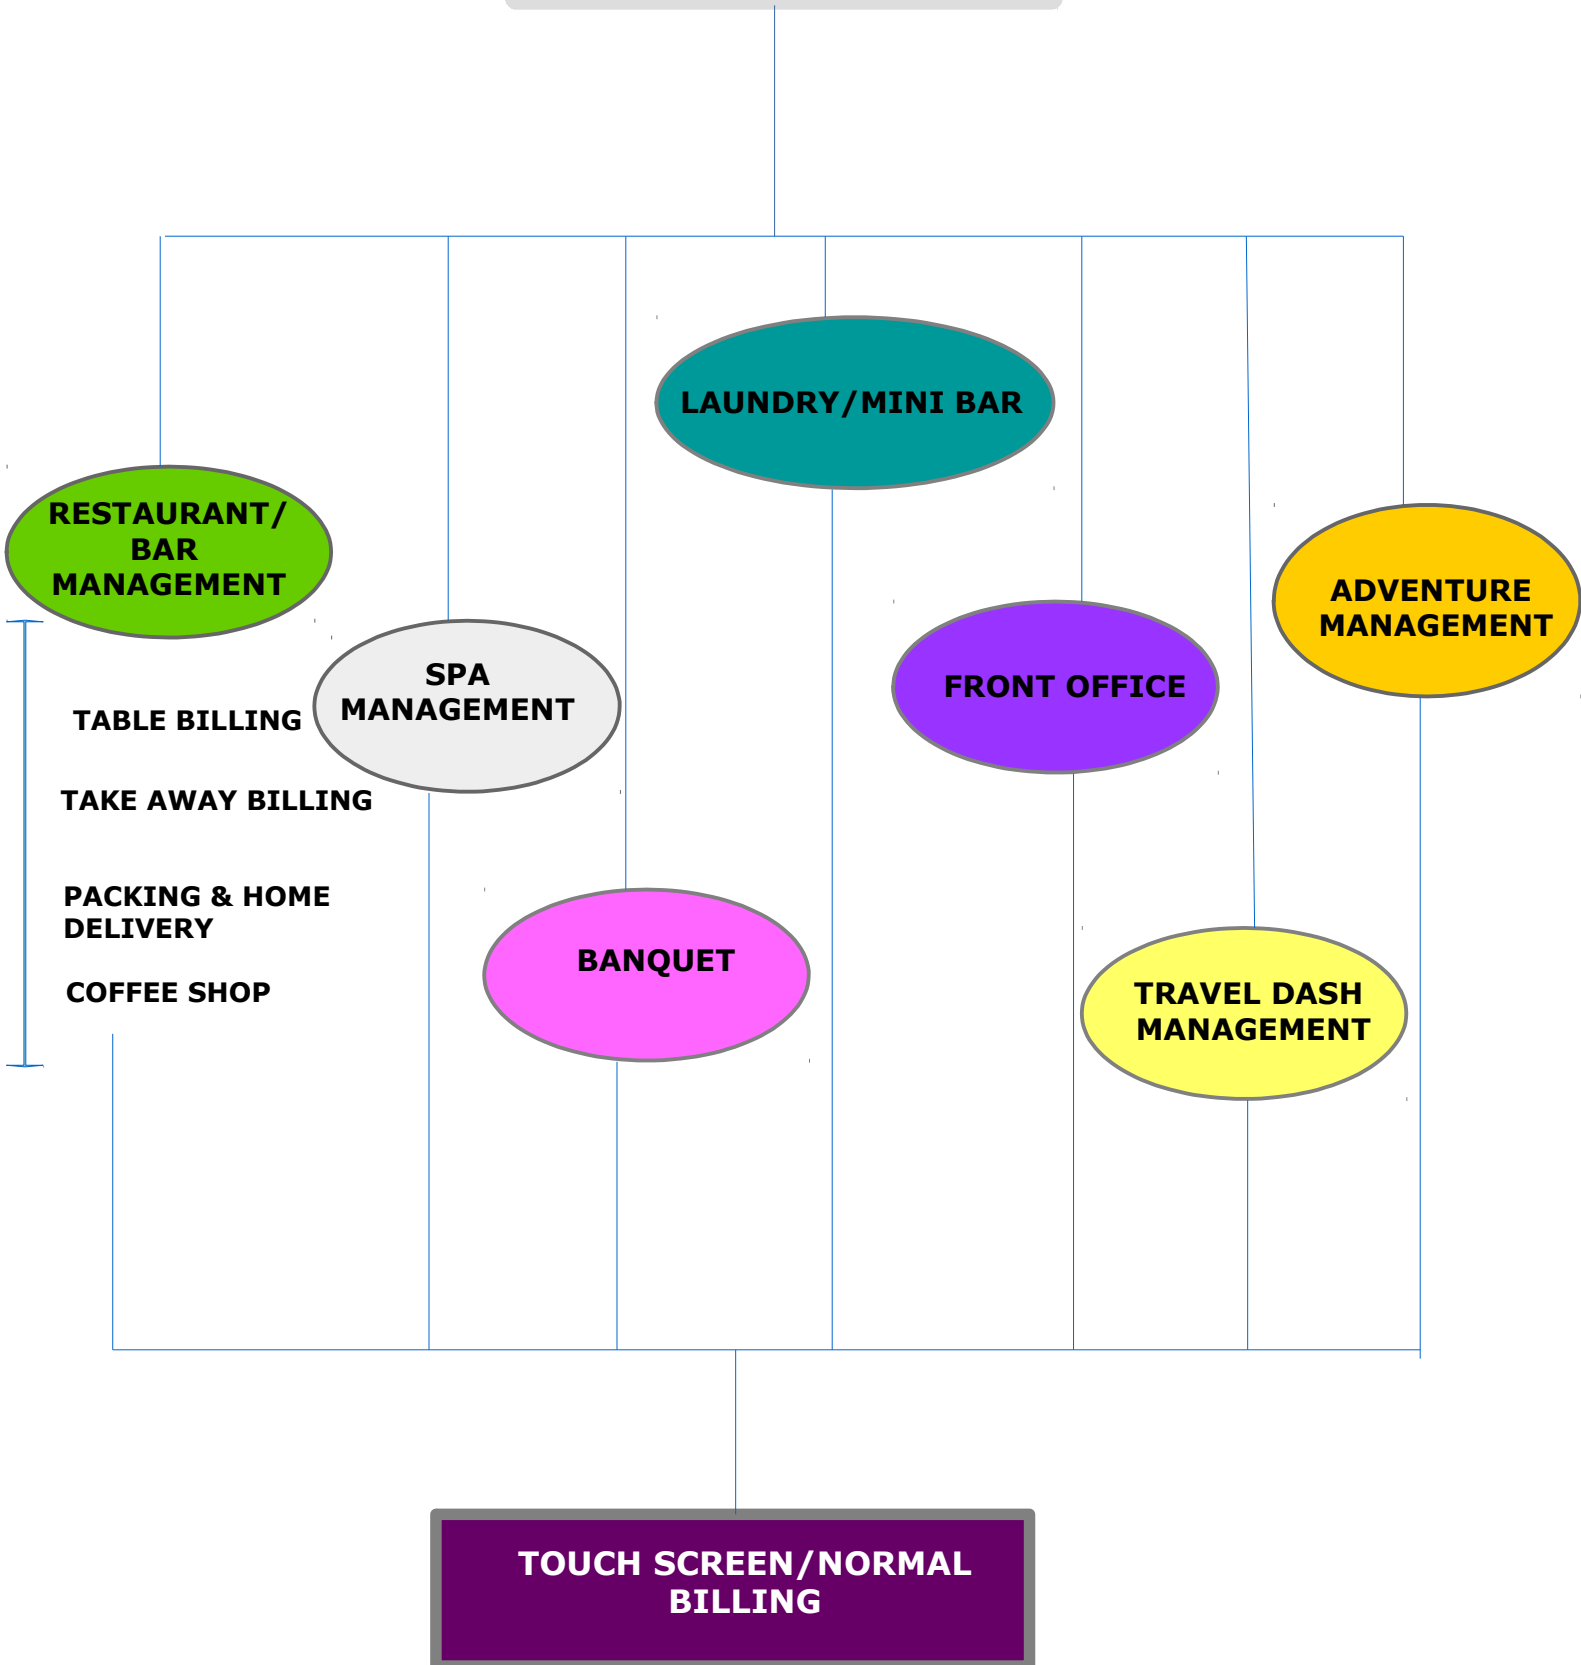 LAUNDRY/MINI BAR
RESTAURANT/
BAR
MANAGEMENT
ADVENTURE
MANAGEMENT
SPA
MANAGEMENT
FRONT OFFICE
TABLE BILLING
TAKE AWAY BILLING
PACKING & HOME
DELIVERY
BANQUET
COFFEE SHOP
TRAVEL DASH
MANAGEMENT
TOUCH SCREEN/NORMAL
BILLING